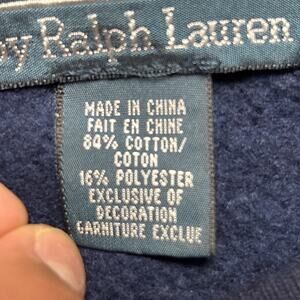 by Ralph Lauren
MADE IN CHINA
FAIT EN CHINE
84% COTTON/
COTON
16% POLYESTER
EXCLUSIVE OF
DECORATION
GARNITURE EXCLUE